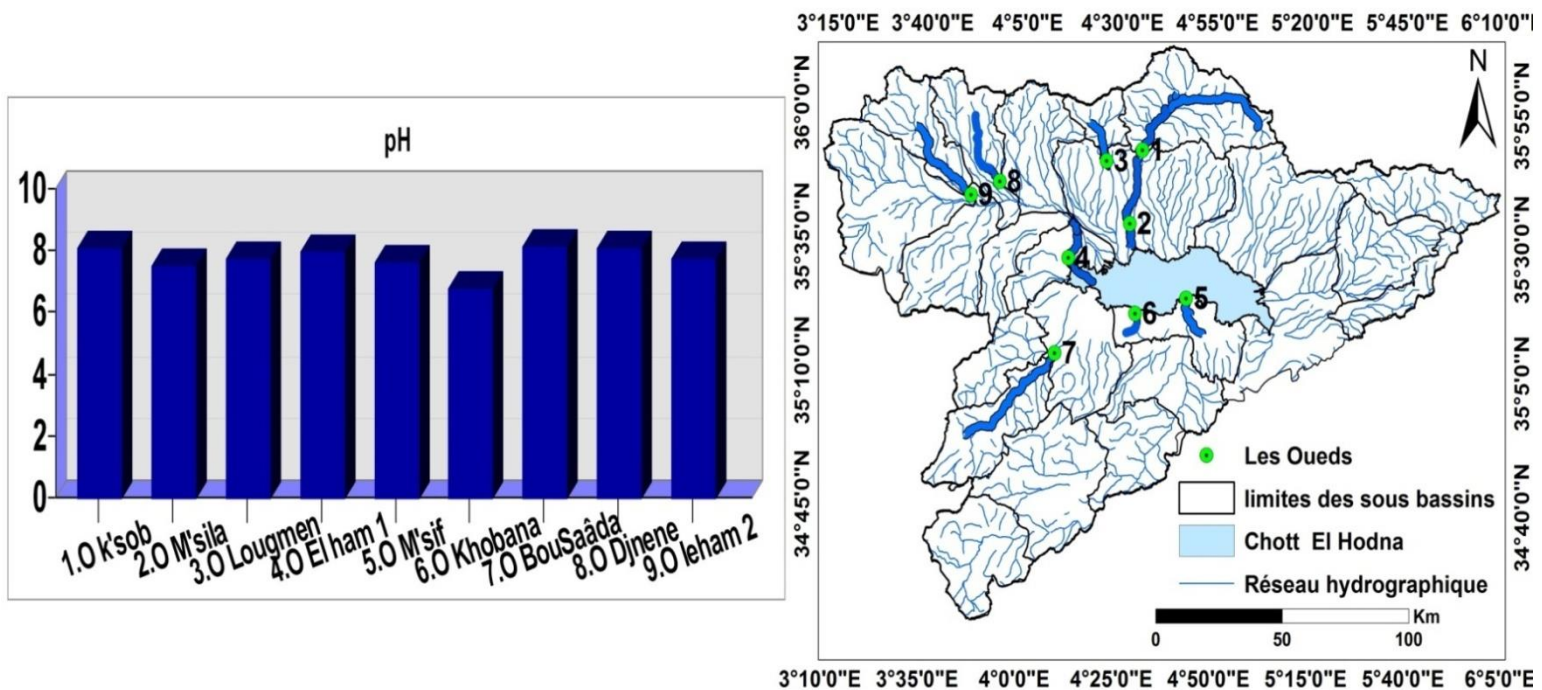 pH
10
8
6
4
2
0
1.O k'sob
2.O M'sila
3.O Lougmen
4.O El ham 1
5.O M'sif
6.O Khobana
7.O BouSaâda
8.O Djnene
9.O leham 2
3°15'0"E 3°40'0"E 4°5'0"E 4°30'0"E 4°55'0"E 5°20'0"E 5°45'0"E 6°10'0"
36°0'0"N
35°35'0"N
35°10'0"N
34°45'0"N
N
35°55'0"N
35°30'0"N
35°5'0"N
34°40'0"N
1
3
8
9
2
4
5
6
7
Les Oueds
limites des sous bassins
Chott El Hodna
Réseau hydrographique
Km
0 50 100
3°10'0"E 3°35'0"E 4°0'0"E 4°25'0"E 4°50'0"E 5°15'0"E 5°40'0"E 6°5'0"E